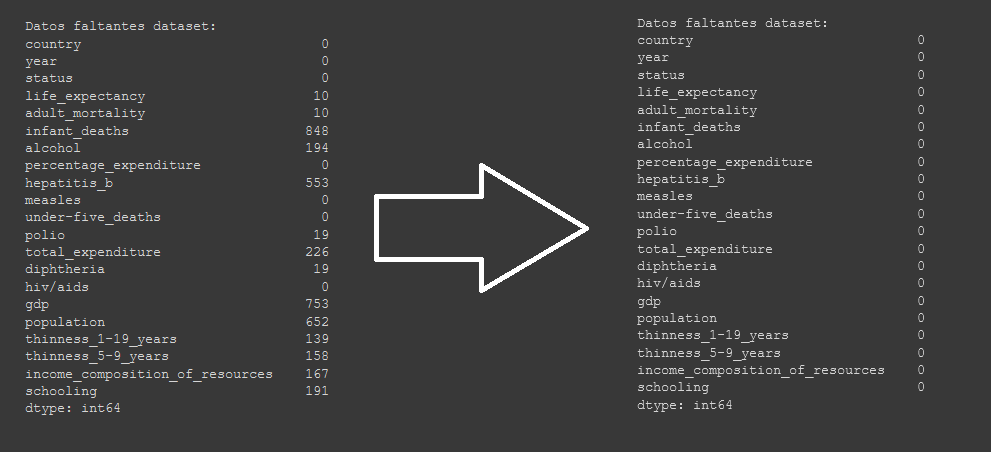 Datos faltantes dataset:
country 0
year 0
status 0
life_expectancy 10
adult_mortality 10
infant_deaths 848
alcohol 194
percentage_expenditure 0
hepatitis_b 553
measles 0
under-five_deaths 0
polio 19
total_expenditure 226
diphtheria 19
hiv/aids 0
gdp 753
population 652
thinness_1-19_years 139
thinness_5-9_years 158
income_composition_of_resources 167
schooling 191
dtype: int64
Datos faltantes dataset:
country 0
year 0
status 0
life_expectancy 0
adult_mortality 0
infant_deaths 0
alcohol 0
percentage_expenditure 0
hepatitis_b 0
measles 0
under-five_deaths 0
polio 0
total_expenditure 0
diphtheria 0
hiv/aids 0
gdp 0
population 0
thinness_1-19_years 0
thinness_5-9_years 0
income_composition_of_resources 0
schooling 0
dtype: int64